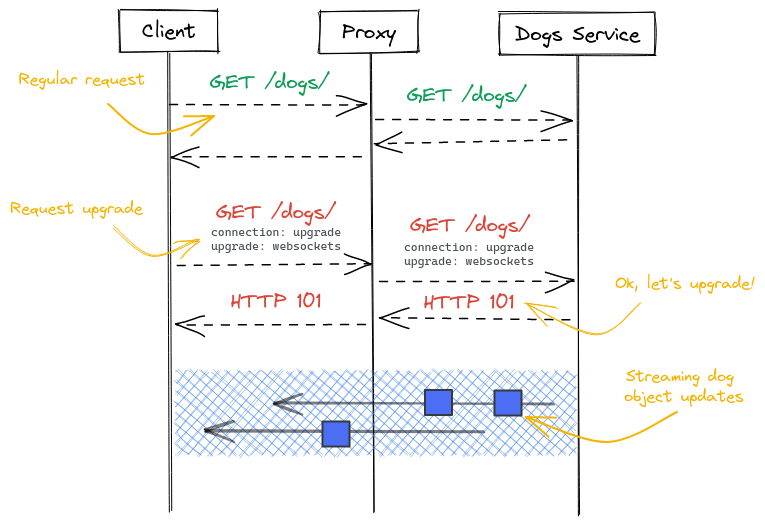 Client
Proxy
Dogs Service
Regular request
GET /dogs/
GET /dogs/
Request upgrade
GET /dogs/
connection: upgrade
upgrade: websockets
GET /dogs/
connection: upgrade
upgrade: websockets
Ok, let's upgrade!
HTTP 101
HTTP 101
Streaming dog
object updates